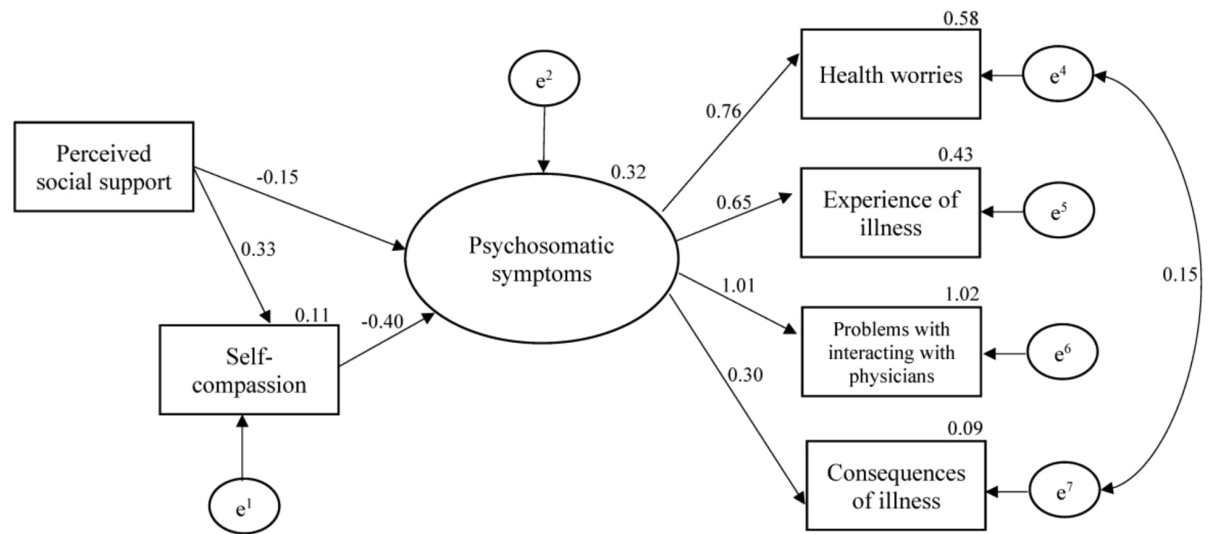 0.58
Health worries
e⁴
e²
0.76
Perceived
social support
-0.15
0.32
0.43
Experience of
illness
e⁵
0.65
0.33
Psychosomatic
symptoms
0.15
1.01
1.02
Problems with
interacting with
physicians
e⁶
0.11
-0.40
Self-
compassion
0.30
0.09
Consequences
of illness
e⁷
e¹